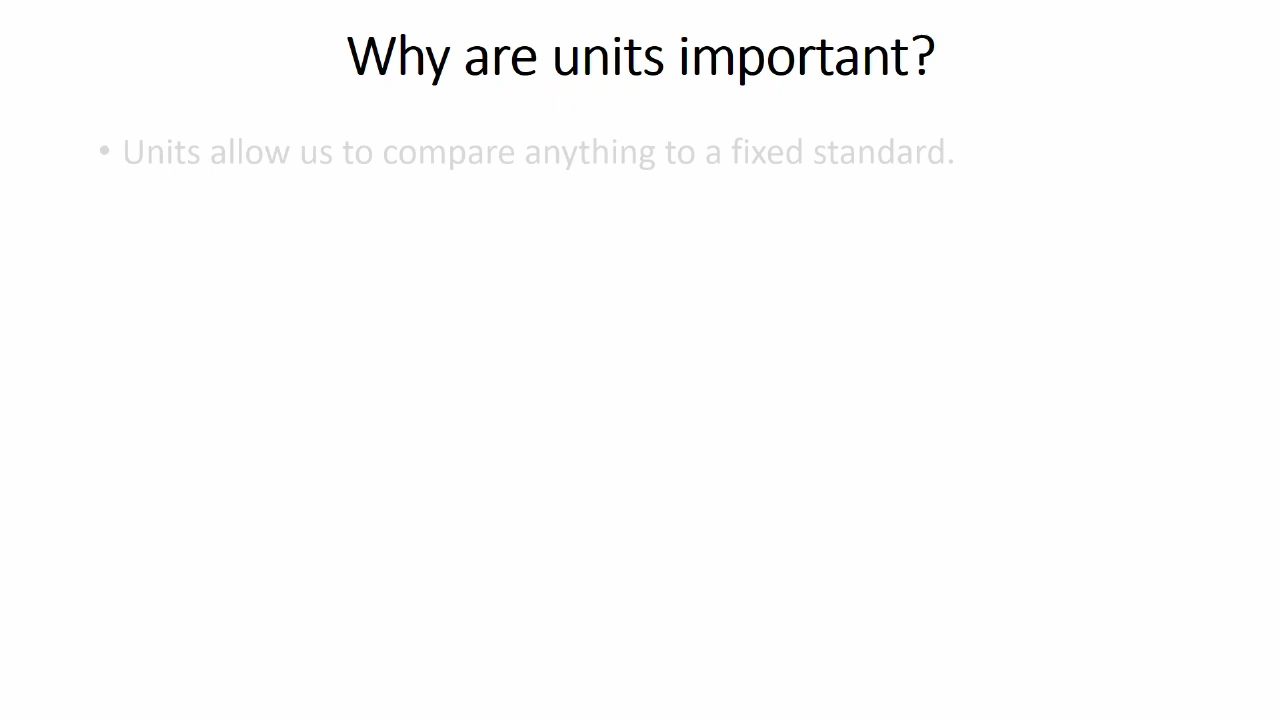 Why are units important?
• Units allow us to compare anything to a fixed standard.